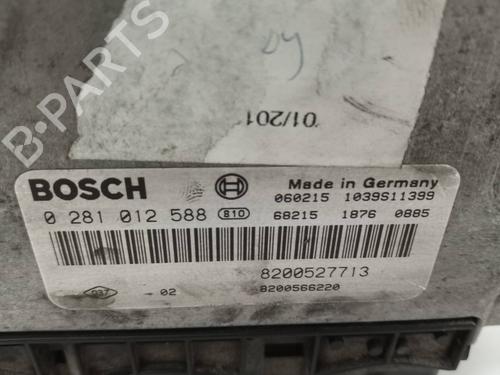 B-PARTS
01/201
BOSCH
Made in Germany
0 281 012 588 810
060215 1039S11399
68215 1876 0885
8200527713
02
8200566220